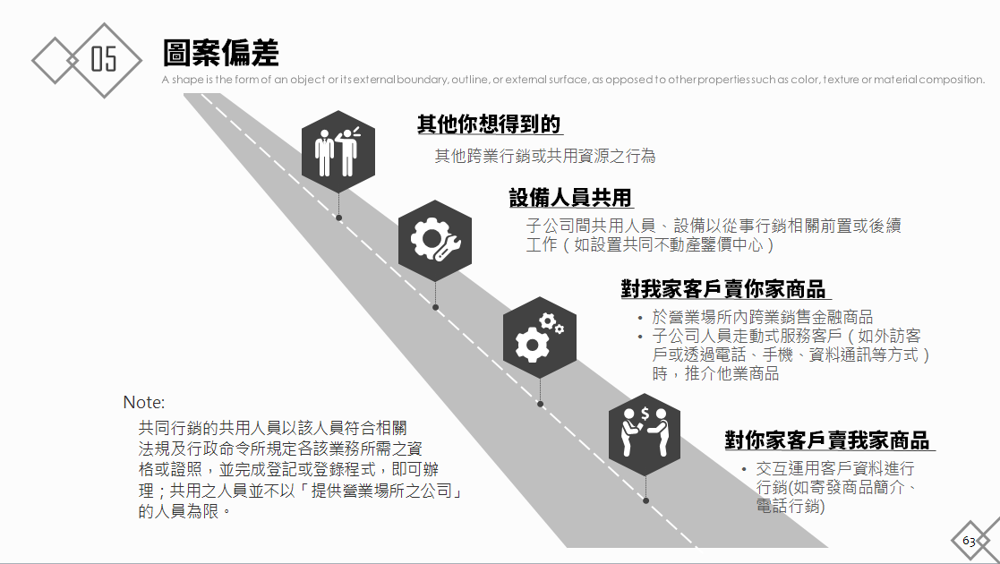 05
圖案偏差
A shape is the form of an object or its external boundary, outline, or external surface, as opposed to other properties such as color, texture or material composition.
其他你想得到的
其他跨業行銷或共用資源之行為
設備人員共用
子公司間共用人員、設備以從事行銷相關前置或後續
工作（如設置共同不動產鑒價中心）
對我家客戶賣你家商品
• 於營業場所內跨業銷售金融商品
• 子公司人員走動式服務客戶（如外訪客
戶或透過電話、手機、資料通訊等方式）
時，推介他業商品
$
對你家客戶賣我家商品
• 交互運用客戶資料進行
行銷(如寄發商品簡介、
電話行銷)
Note:
共同行銷的共用人員以該人員符合相關
法規及行政命令所規定各該業務所需之資
格或證照，並完成登記或登錄程式，即可辦
理；共用之人員並不以「提供營業場所之公司」
的人員為限。
63